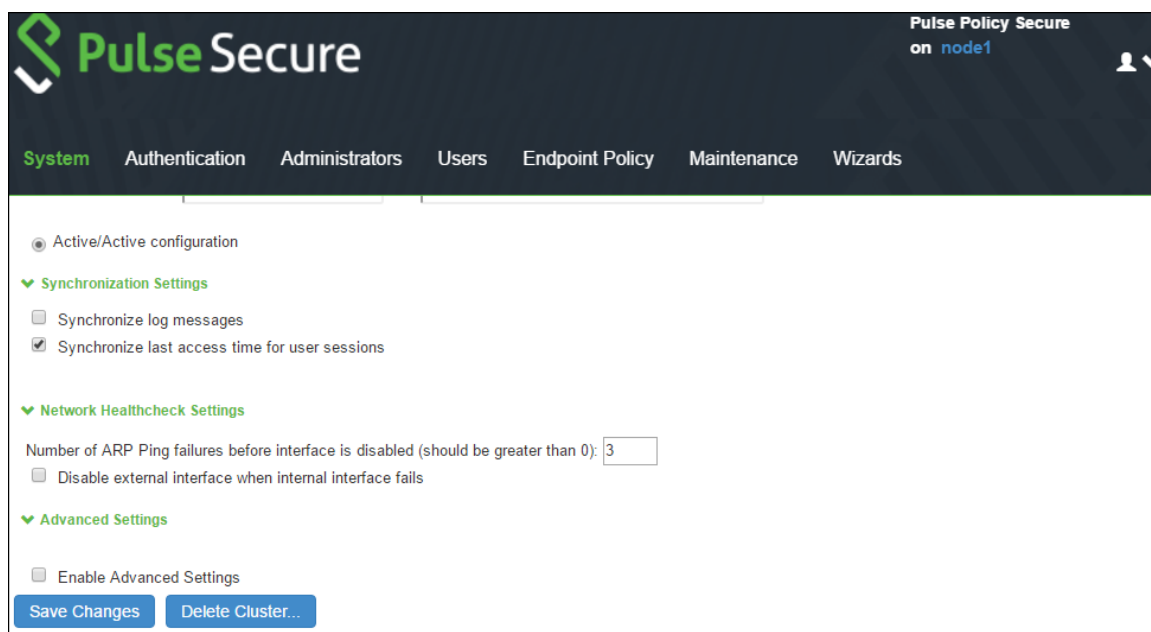 Pulse Secure
Pulse Policy Secure
on node1
System Authentication Administrators Users Endpoint Policy Maintenance Wizards
Active/Active configuration
Synchronization Settings
Synchronize log messages
Synchronize last access time for user sessions
Network Healthcheck Settings
Number of ARP Ping failures before interface is disabled (should be greater than 0): 3
Disable external interface when internal interface fails
Advanced Settings
Enable Advanced Settings
Save Changes Delete Cluster...